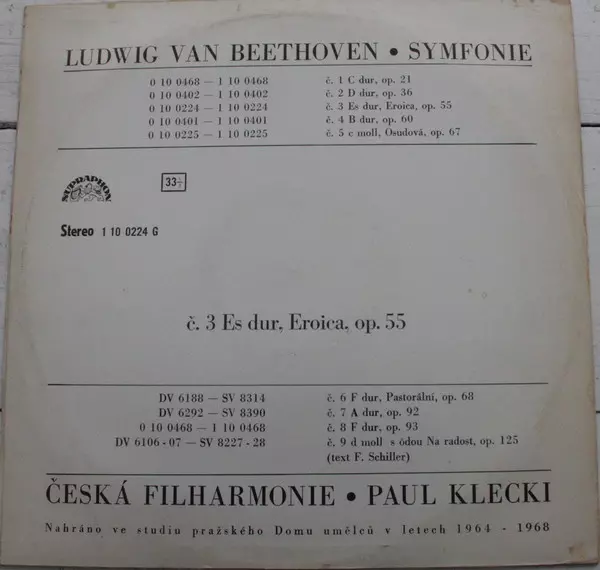 LUDWIG VAN BEETHOVEN • SYMFONIE
0 10 0468 — 1 10 0468 č. 1 C dur, op. 21
0 10 0402 — 1 10 0402 č. 2 D dur, op. 36
0 10 0224 — 1 10 0224 č. 3 Es dur, Eroica, op. 55
0 10 0401 — 1 10 0401 č. 4 B dur, op. 60
0 10 0225 — 1 10 0225 č. 5 c moll, Osudová, op. 67
SUPRAPHON
33⅓
Stereo 1 10 0224 G
č. 3 Es dur, Eroica, op. 55
DV 6188 — SV 8314 č. 6 F dur, Pastorální, op. 68
DV 6292 — SV 8390 č. 7 A dur, op. 92
0 10 0468 — 1 10 0468 č. 8 F dur, op. 93
DV 6106 - 07 — SV 8227 - 28 č. 9 d moll s ódou Na radost, op. 125
(text F. Schiller)
ČESKÁ FILHARMONIE • PAUL KLECKI
Nahráno ve studiu pražského Domu umělců v letech 1964 - 1968